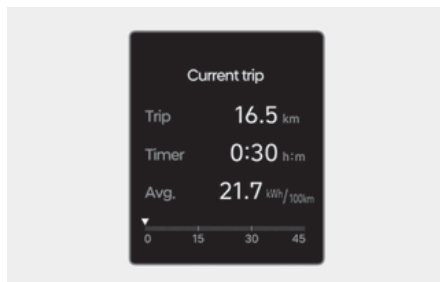 Current trip
Trip 16.5 km
Timer 0:30 h:m
Avg. 21.7 kWh/100km
0 15 30 45